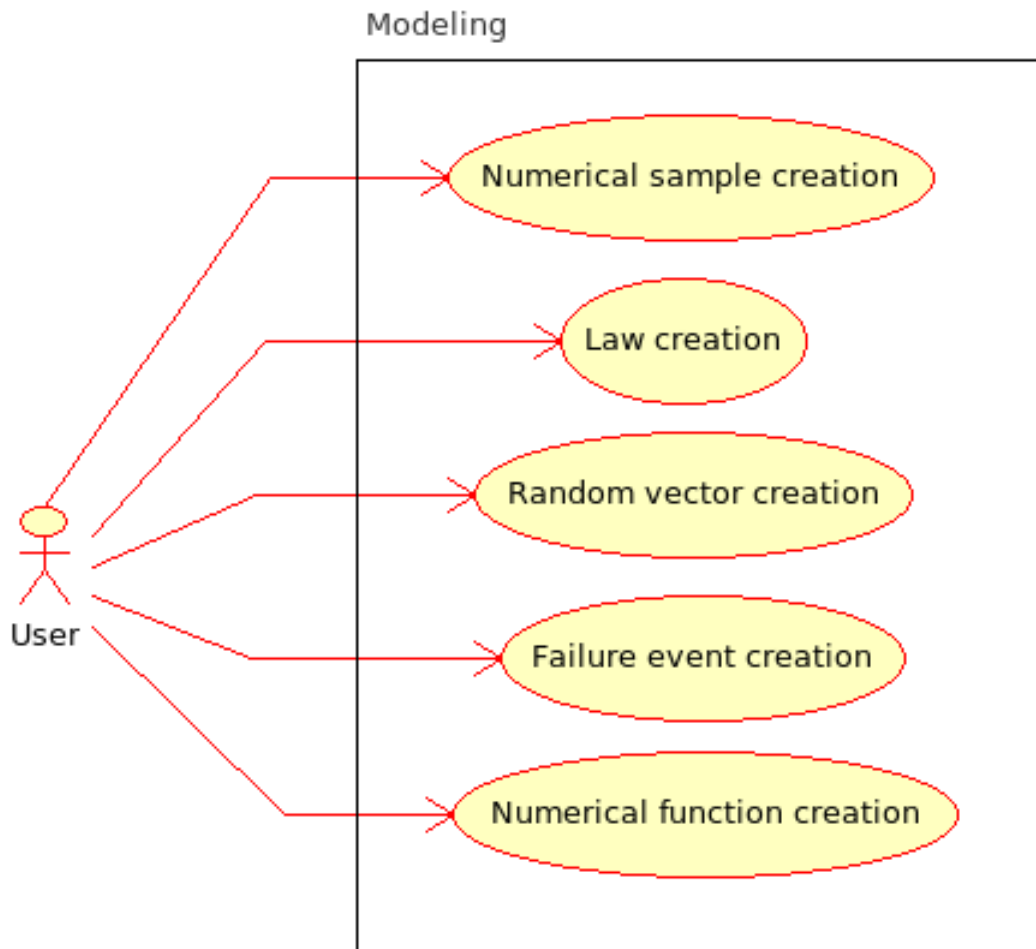 Modeling
Numerical sample creation
Law creation
Random vector creation
User
Failure event creation
Numerical function creation